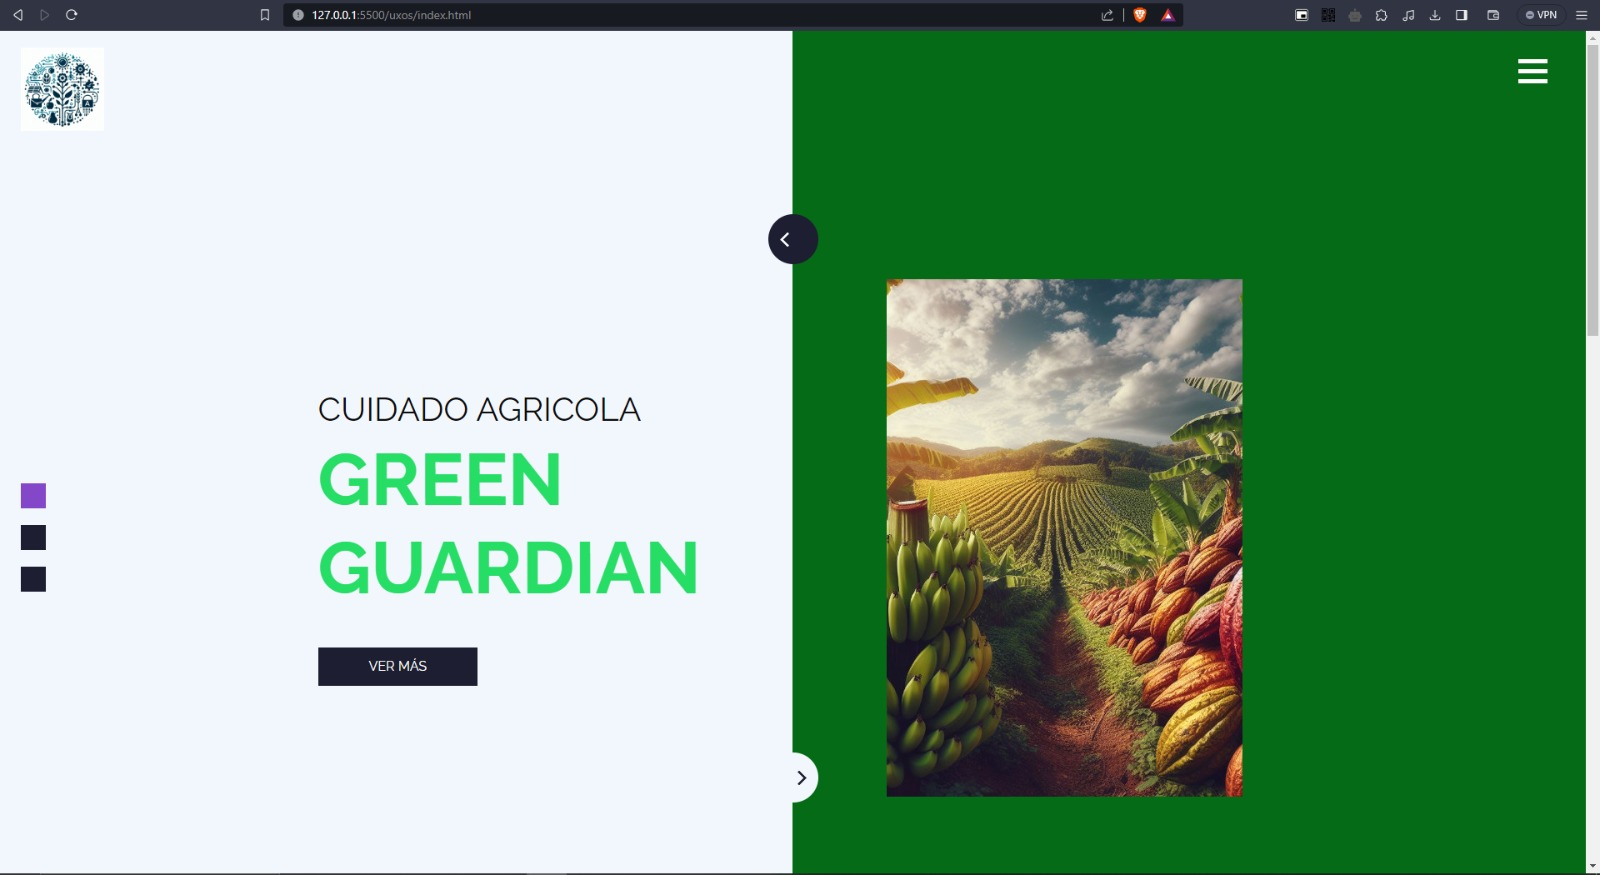 127.0.0.1:5500/uxos/index.html
VPN
CUIDADO AGRICOLA
GREEN
GUARDIAN
VER MÁS